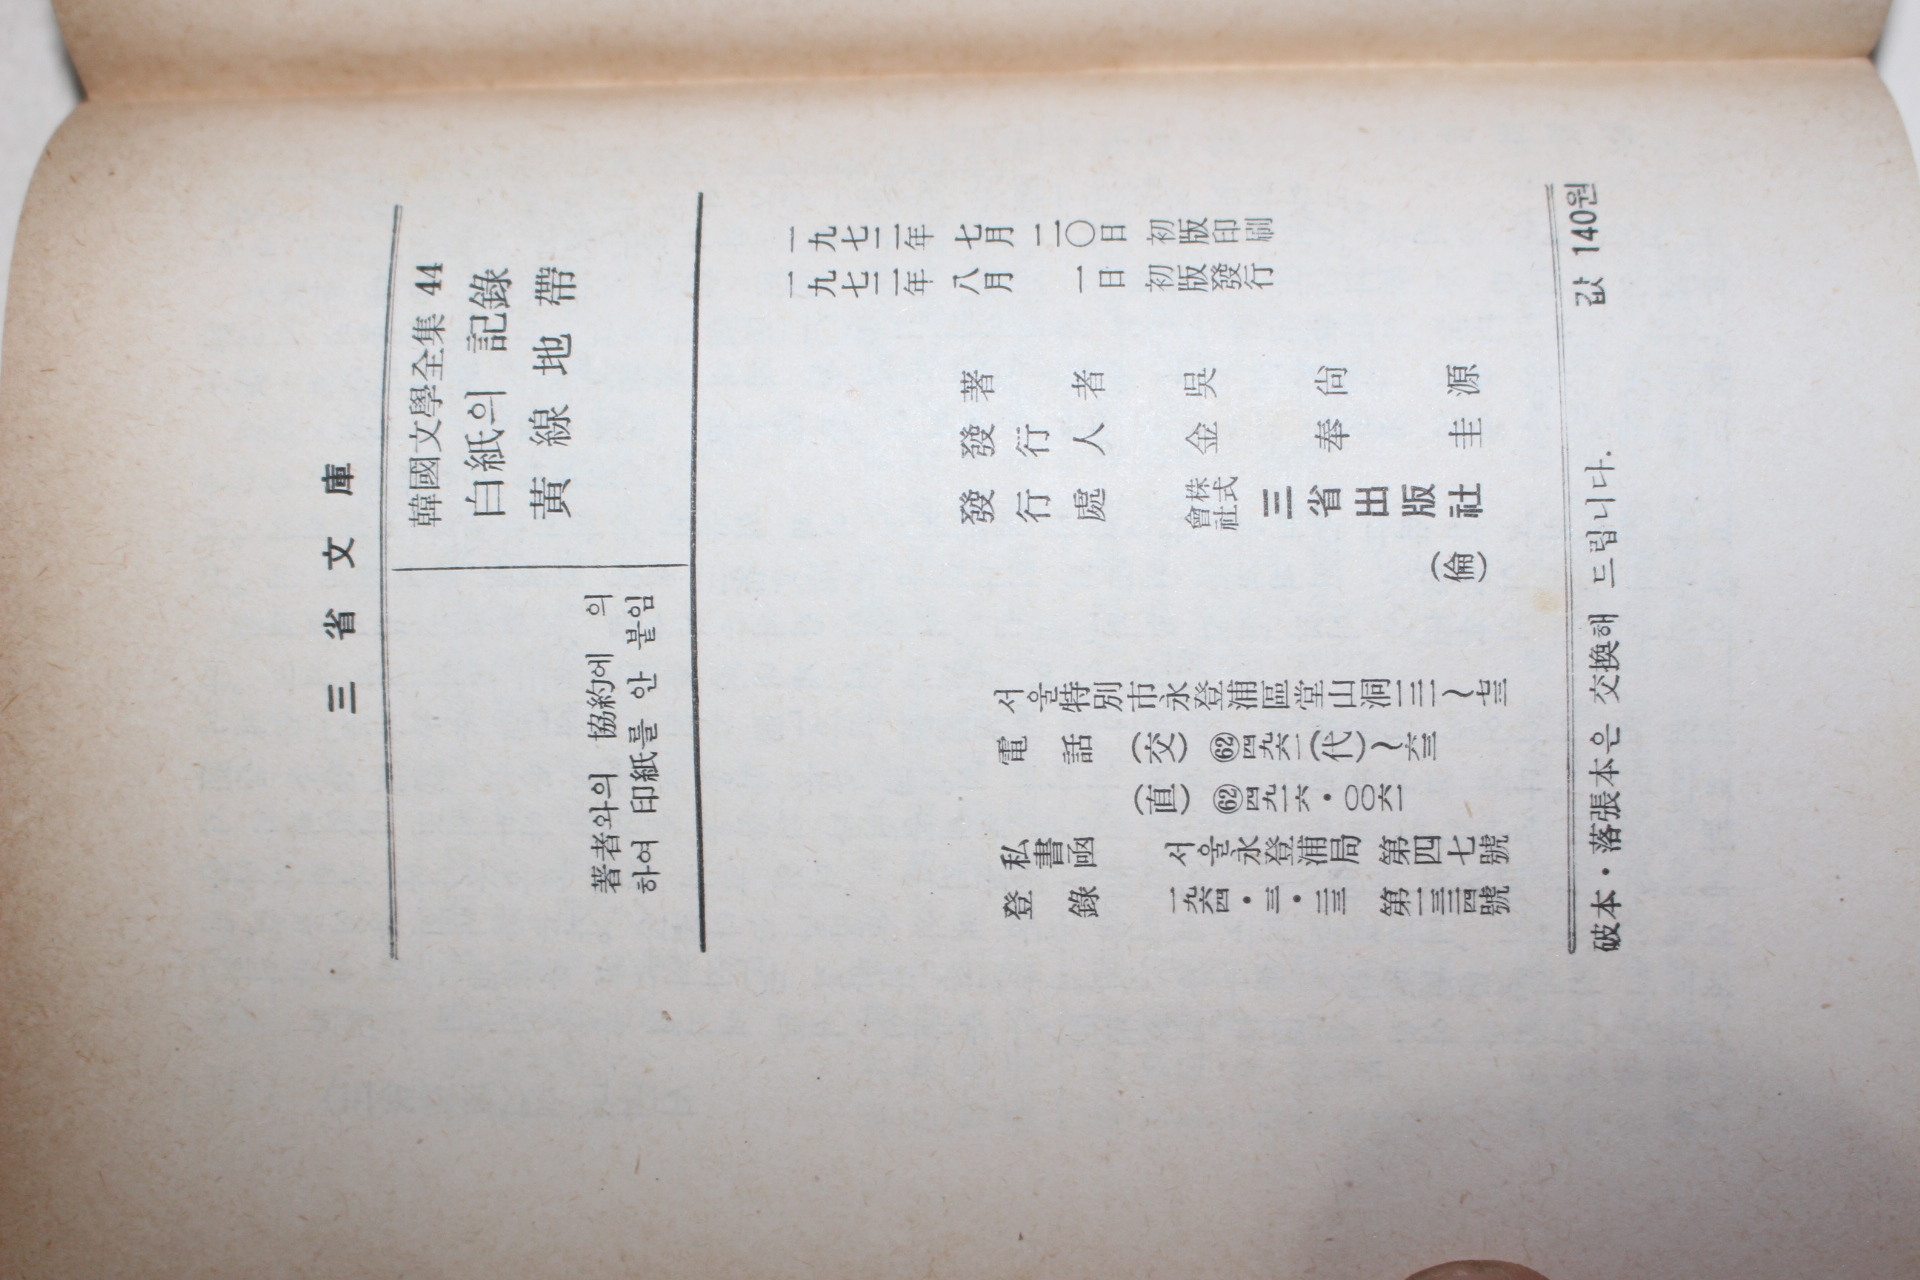 三省文庫
韓國文學全集 44
白紙의 記錄
黃線地帶
著者와의 協約에 의
하여 印紙를 안 붙임
一九七二年 七月 二〇日 初版印刷
一九七二年 八月 一日 初版發行
著者 吳尙源
發行人 金奉圭
發行處 株式會社 三省出版社
(倫)
서울特別市永登浦區堂山洞一二~七三
電話 (交) 62 四九六一(代)~六三
(直) 62 四九一六・〇〇六一
私書凾 서울永登浦局 第四七號
登錄 一九六四・三・三三 第一三三四號
값 140원
破本・落張本은 交換해 드립니다.